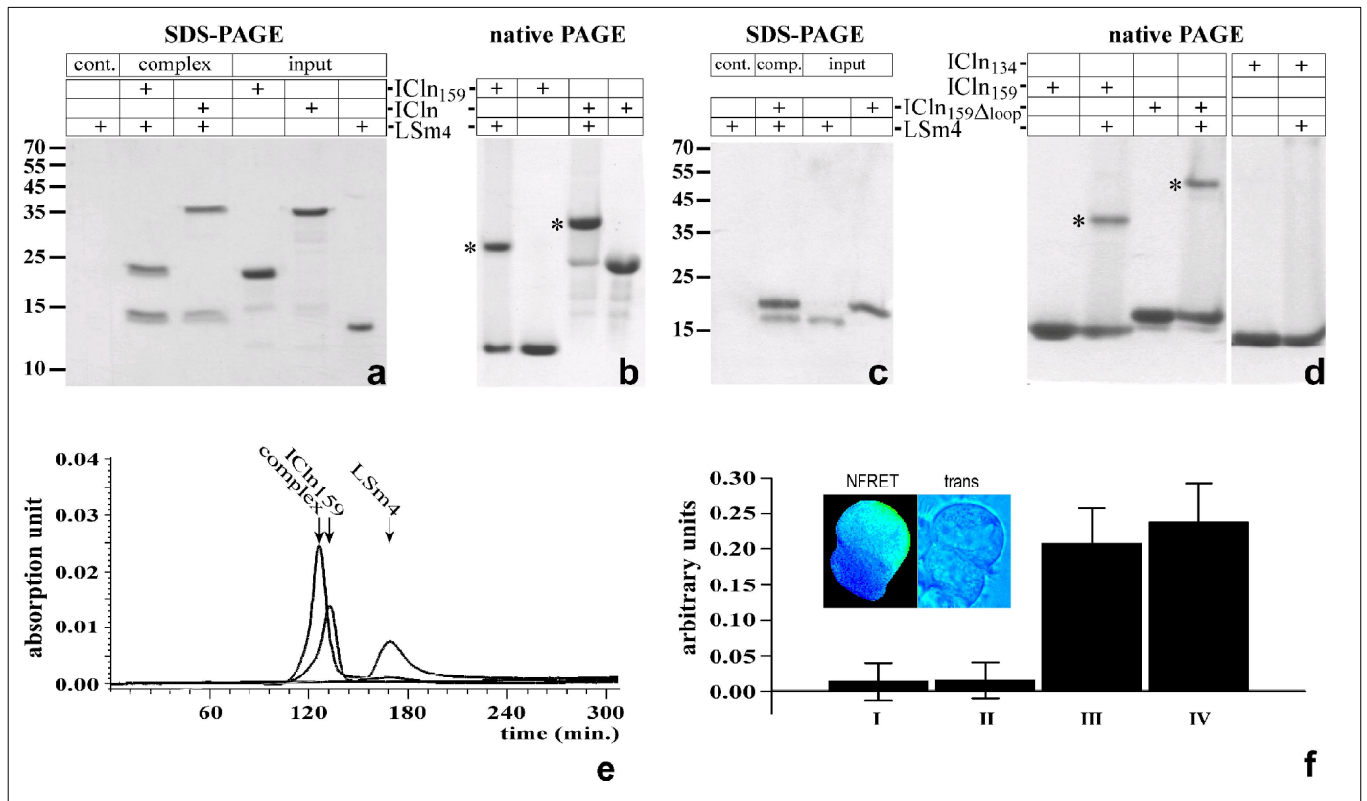 SDS-PAGE
cont. complex input
+ + -ICln159-
+ + -ICln-
+ + + + -LSm4-
70
55
45
35
25
15
10
a
native PAGE
+ +
+ +
+ +
*
*
b
SDS-PAGE
cont. comp. input
+ + -ICln159Δloop-
+ + + -LSm4-
70
55
45
35
25
15
c
native PAGE
ICln134- + +
ICln159- + +
+ +
+ + +
*
*
d
absorption unit
0.04
0.03
0.02
0.01
0.00
complex
ICln159
LSm4
60 120 180 240 300
time (min.)
e
arbitrary units
0.30
0.25
0.20
0.15
0.10
0.05
0.00
NFRET trans
I II III IV
f